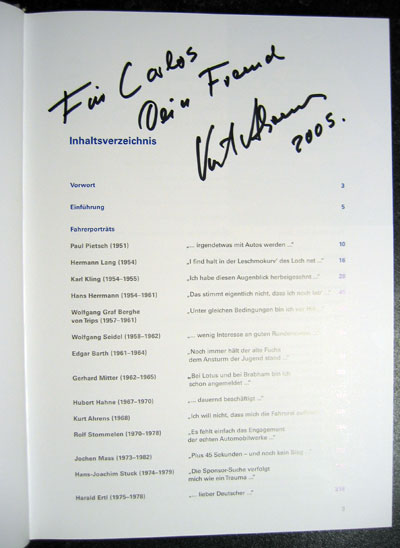 Für Carlos
Dein Freund
Kurt Ahrens
2005.
Inhaltsverzeichnis
Vorwort 3
Einführung 5
Fahrerporträts
Paul Pietsch (1951) „... Irgendetwas mit Autos werden ...“ 10
Hermann Lang (1954) „I find halt in der Leschmokurv' des Loch net ...“ 16
Karl Kling (1954–1955) „Ich habe diesen Augenblick herbeigesehnt ...“
Hans Herrmann (1954–1961) „Das stimmt eigentlich nicht, dass ich noch
Wolfgang Graf Berghe „Unter gleichen Bedingungen bin ich
von Trips (1957–1961)
Wolfgang Seidel (1958–1962) „... wenig Interesse an guten
Edgar Barth (1961–1964) „Noch immer hält der alte Fuchs
dem Ansturm der Jugend stand ...“
Gerhard Mitter (1962–1965) „Bei Lotus und bei Brabham bin ich
schon angemeldet ...“
Hubert Hahne (1967–1970) „... dauernd beschäftigt ...“
Kurt Ahrens (1968) „Ich will nicht, dass mich die Fahrerei
Rolf Stommelen (1970–1978) „Es fehlt einfach das Engagement
der echten Automobilwerke ...“
Jochen Mass (1973–1982) „Plus 45 Sekunden – und noch kein
Hans-Joachim Stuck (1974–1979) „Die Sponsor-Suche verfolgt
mich wie ein Trauma ...“
Harald Ertl (1975–1978) „... lieber Deutscher ...“
3